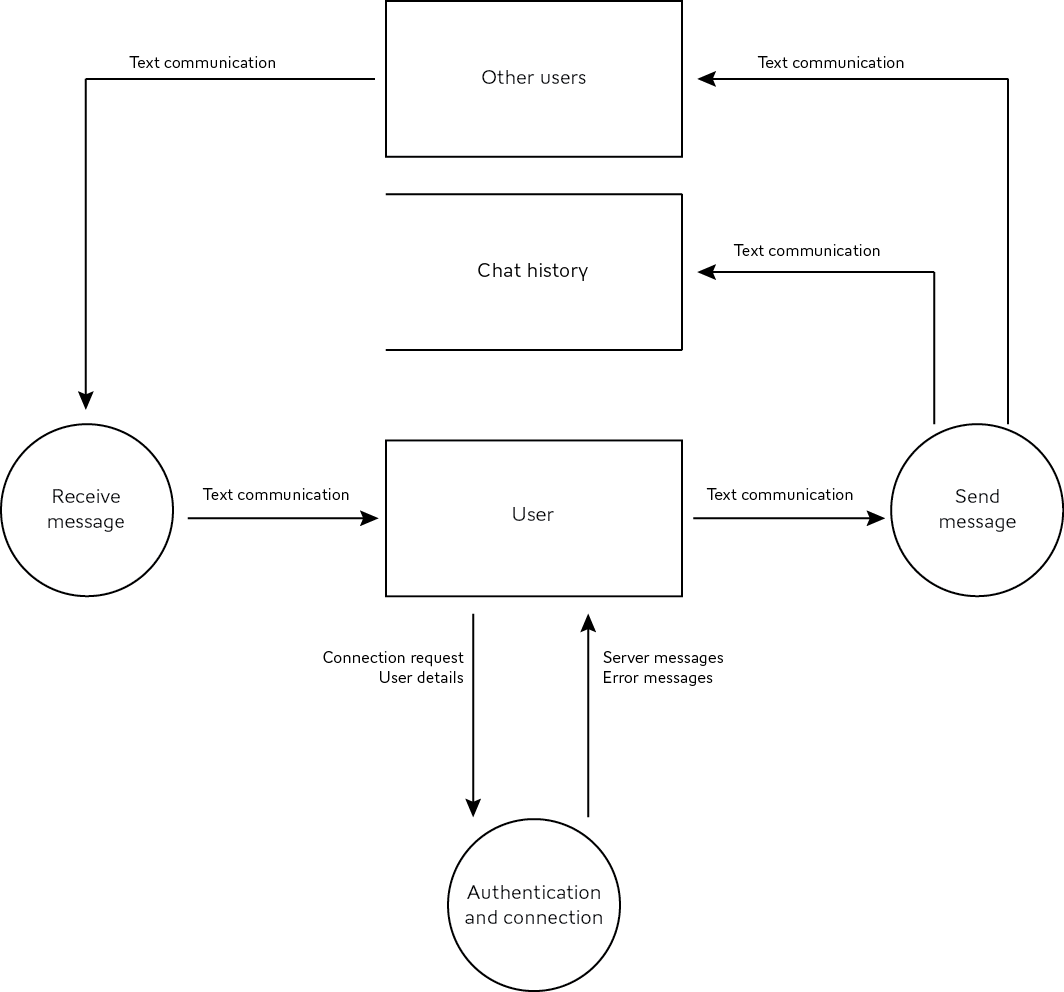 Text communication
Other users
Text communication
Chat history
Text communication
Receive
message
Text communication
User
Text communication
Send
message
Connection request
User details
Server messages
Error messages
Authentication
and connection